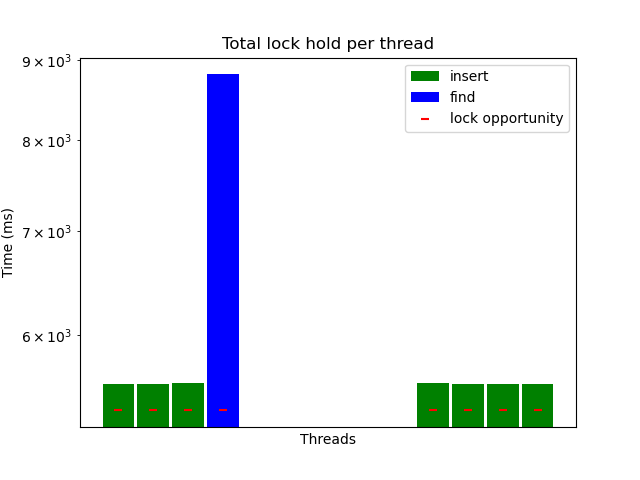 Total lock hold per thread
9 × 10³
8 × 10³
7 × 10³
6 × 10³
Time (ms)
insert
find
lock opportunity
Threads